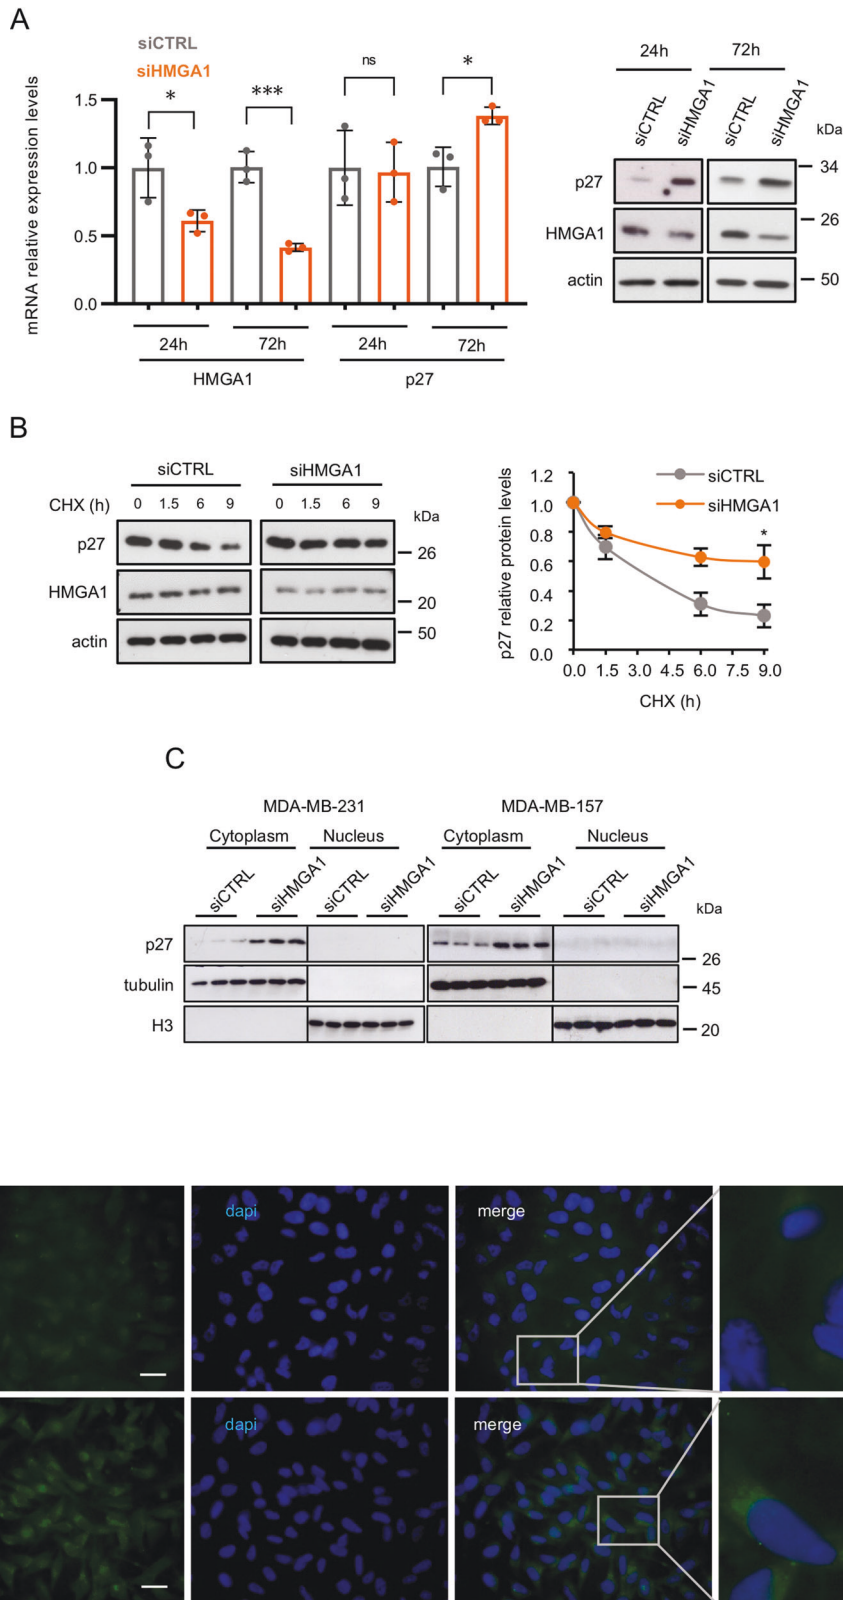 A
siCTRL
siHMGA1
mRNA relative expression levels
1.5
1.0
0.5
0.0
*
***
ns
*
24h
72h
24h
72h
HMGA1
p27
24h
72h
siCTRL
siHMGA1
siCTRL
siHMGA1
kDa
p27
34
HMGA1
26
actin
50
B
siCTRL
siHMGA1
CHX (h)
0 1.5 6 9
0 1.5 6 9
kDa
p27
26
HMGA1
20
actin
50
p27 relative protein levels
1.2
1.0
0.8
0.6
0.4
0.2
0.0
siCTRL
siHMGA1
*
0.0 1.5 3.0 4.5 6.0 7.5 9.0
CHX (h)
C
MDA-MB-231
MDA-MB-157
Cytoplasm
Nucleus
Cytoplasm
Nucleus
siCTRL
siHMGA1
siCTRL
siHMGA1
siCTRL
siHMGA1
siCTRL
siHMGA1
kDa
p27
26
tubulin
45
H3
20
dapi
merge
dapi
merge